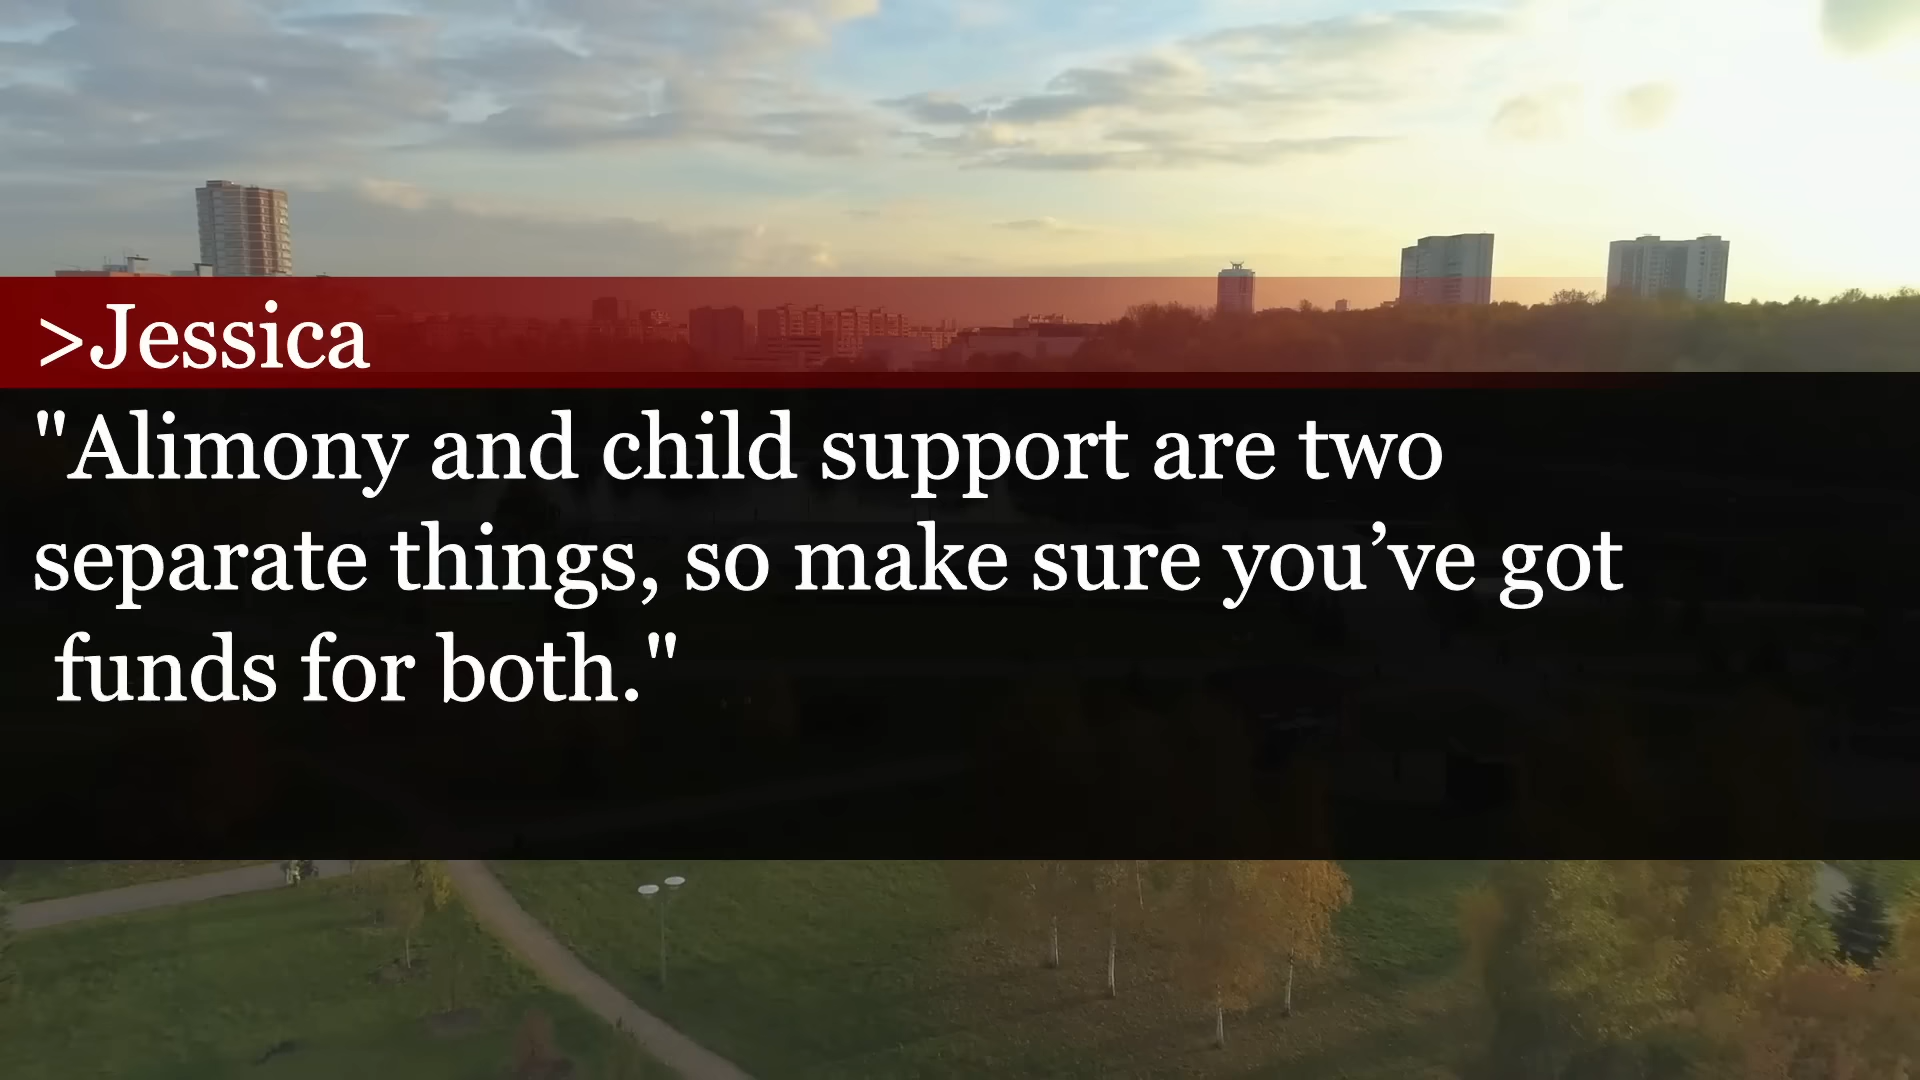 >Jessica
"Alimony and child support are two
separate things, so make sure you’ve got
funds for both."